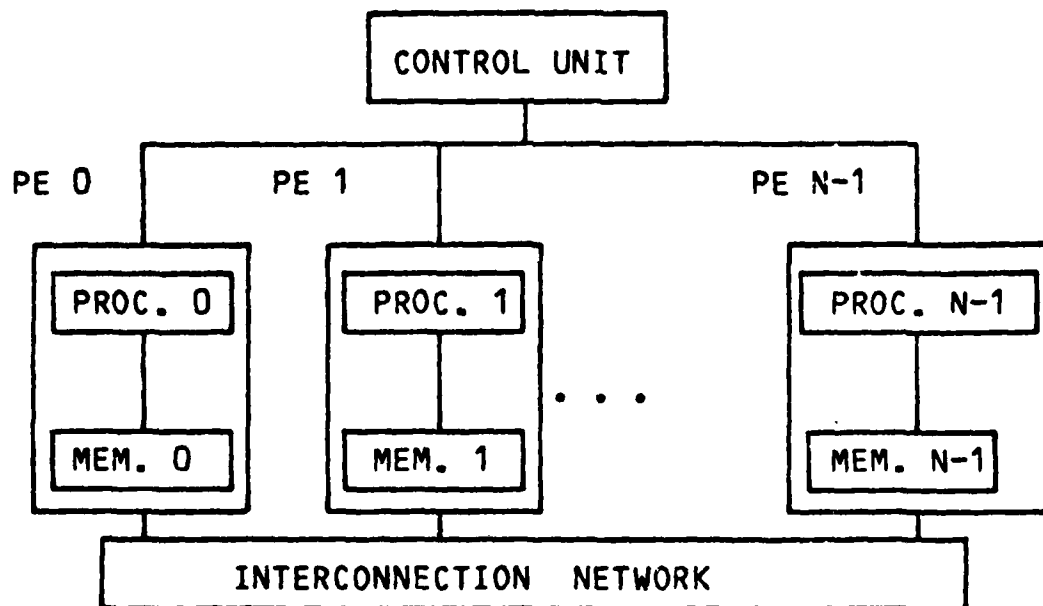 CONTROL UNIT
PE 0 PE 1 PE N-1
PROC. 0 PROC. 1 PROC. N-1
. . .
MEM. 0 MEM. 1 MEM. N-1
INTERCONNECTION NETWORK